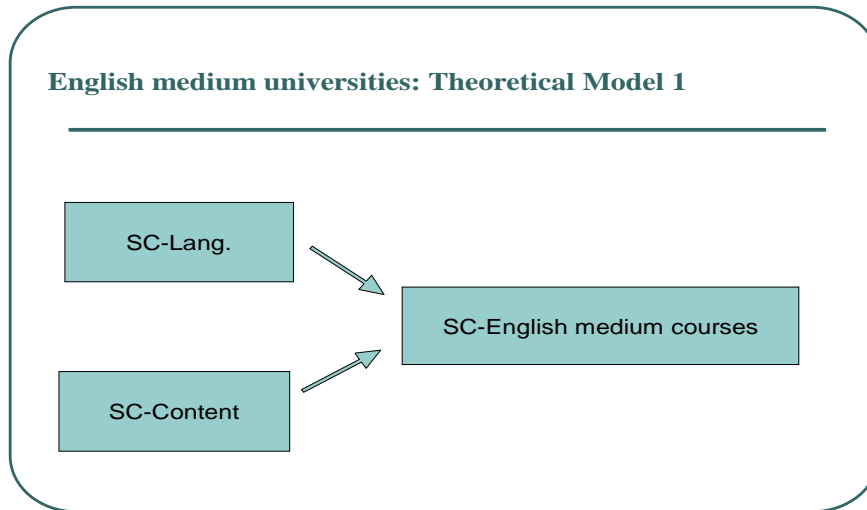 English medium universities: Theoretical Model 1
SC-Lang.
SC-English medium courses
SC-Content